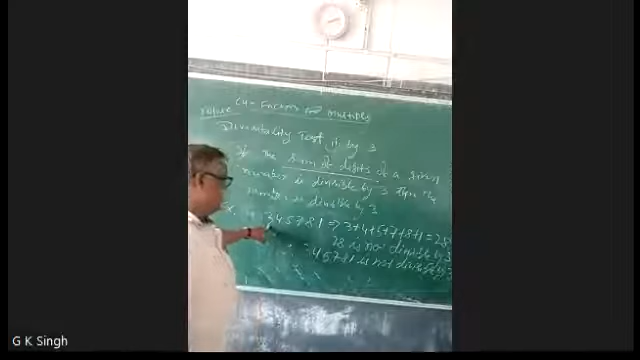 C4 - Factors and Multiples
Divisibility Test it by 3
If the sum of digits of a given
number is divisible by 3 then the
number is divisible by 3
Ex. 345781 ⇒ 3+4+5+7+8+1=28
28 is not divisible by 3
∴ 345781 is not divisible by 3
G K Singh